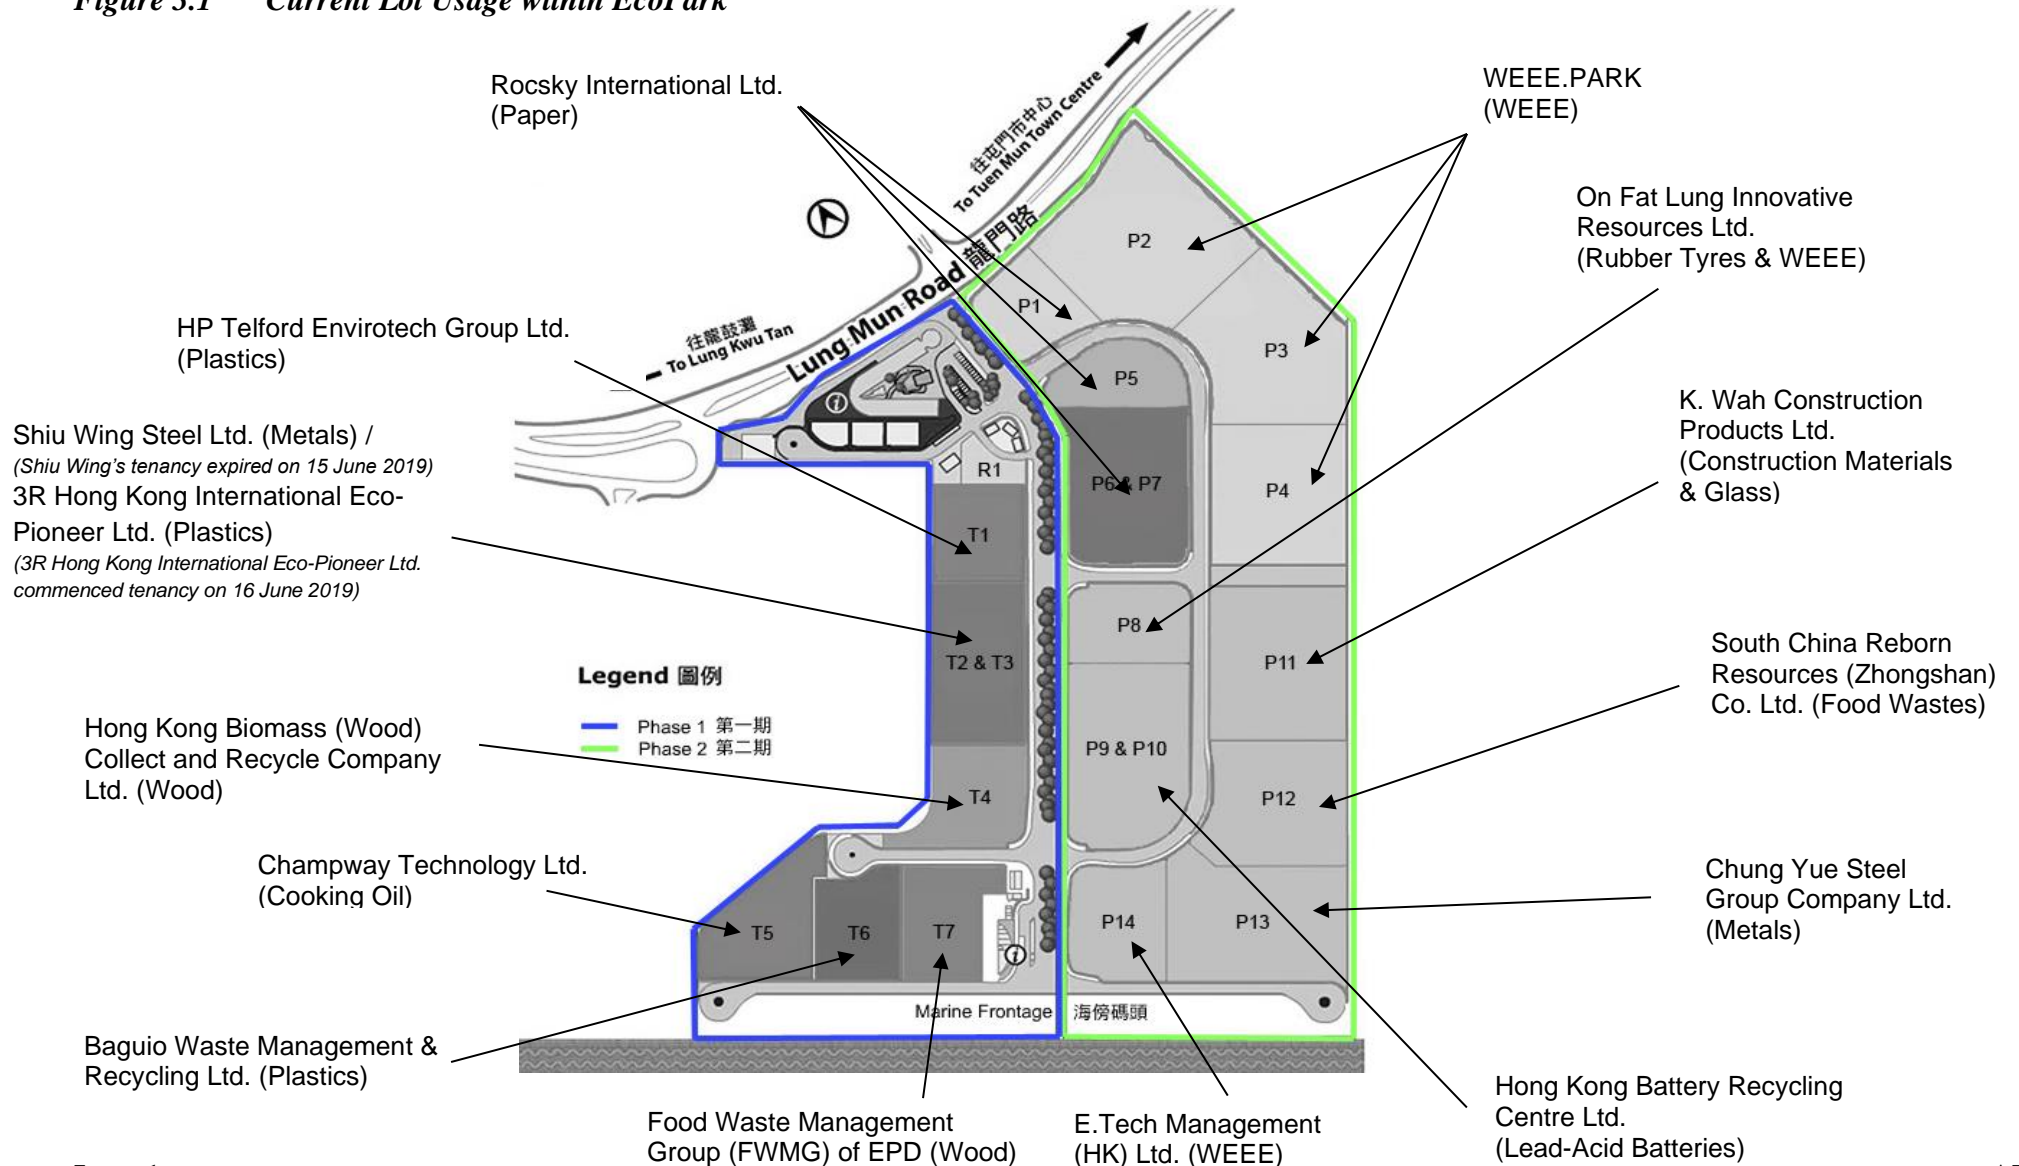 Figure 3.1 Current Lot Usage within EcoPark
Rocsky International Ltd.
(Paper)
往屯門市中心
To Tuen Mun Town Centre
WEEE.PARK
(WEEE)
On Fat Lung Innovative
Resources Ltd.
(Rubber Tyres & WEEE)
HP Telford Envirotech Group Ltd.
(Plastics)
往龍鼓灘
To Lung Kwu Tan
Lung Mun Road 龍門路
P2
P1
P3
P5
K. Wah Construction
Products Ltd.
(Construction Materials
& Glass)
Shiu Wing Steel Ltd. (Metals) /
(Shiu Wing's tenancy expired on 15 June 2019)
3R Hong Kong International Eco-
Pioneer Ltd. (Plastics)
(3R Hong Kong International Eco-Pioneer Ltd.
commenced tenancy on 16 June 2019)
i
R1
P6 & P7
P4
T1
P8
T2 & T3
P11
South China Reborn
Resources (Zhongshan)
Co. Ltd. (Food Wastes)
Legend 圖例
Phase 1 第一期
Phase 2 第二期
Hong Kong Biomass (Wood)
Collect and Recycle Company
Ltd. (Wood)
P9 & P10
T4
P12
Champway Technology Ltd.
(Cooking Oil)
Chung Yue Steel
Group Company Ltd.
(Metals)
T5
T6
T7
i
P14
P13
Marine Frontage 海傍碼頭
Baguio Waste Management &
Recycling Ltd. (Plastics)
Food Waste Management
Group (FWMG) of EPD (Wood)
E.Tech Management
(HK) Ltd. (WEEE)
Hong Kong Battery Recycling
Centre Ltd.
(Lead-Acid Batteries)